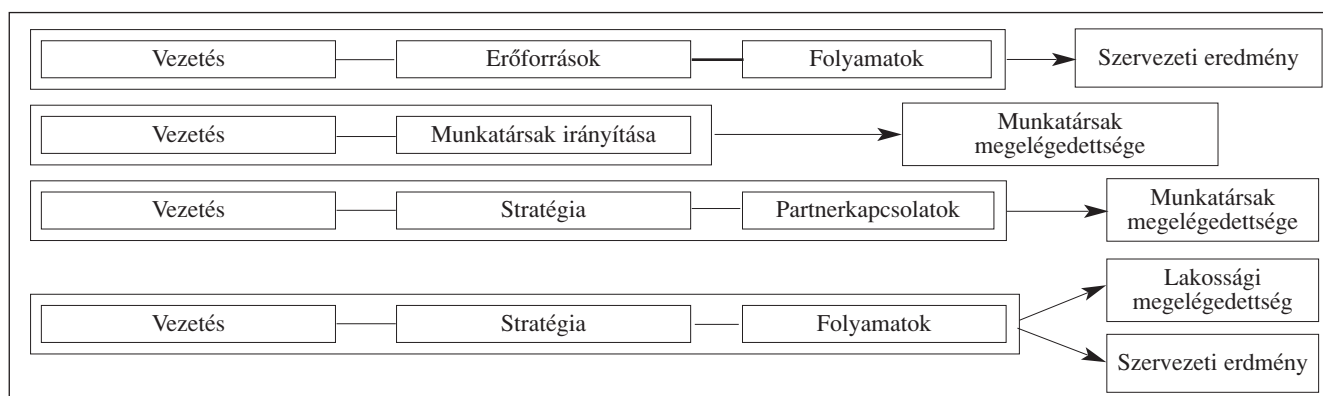 Vezetés
Erőforrások
Folyamatok
Szervezeti eredmény
Vezetés
Munkatársak irányítása
Munkatársak
megelégedettsége
Vezetés
Stratégia
Partnerkapcsolatok
Munkatársak
megelégedettsége
Vezetés
Stratégia
Folyamatok
Lakossági
megelégedettség
Szervezeti erdmény